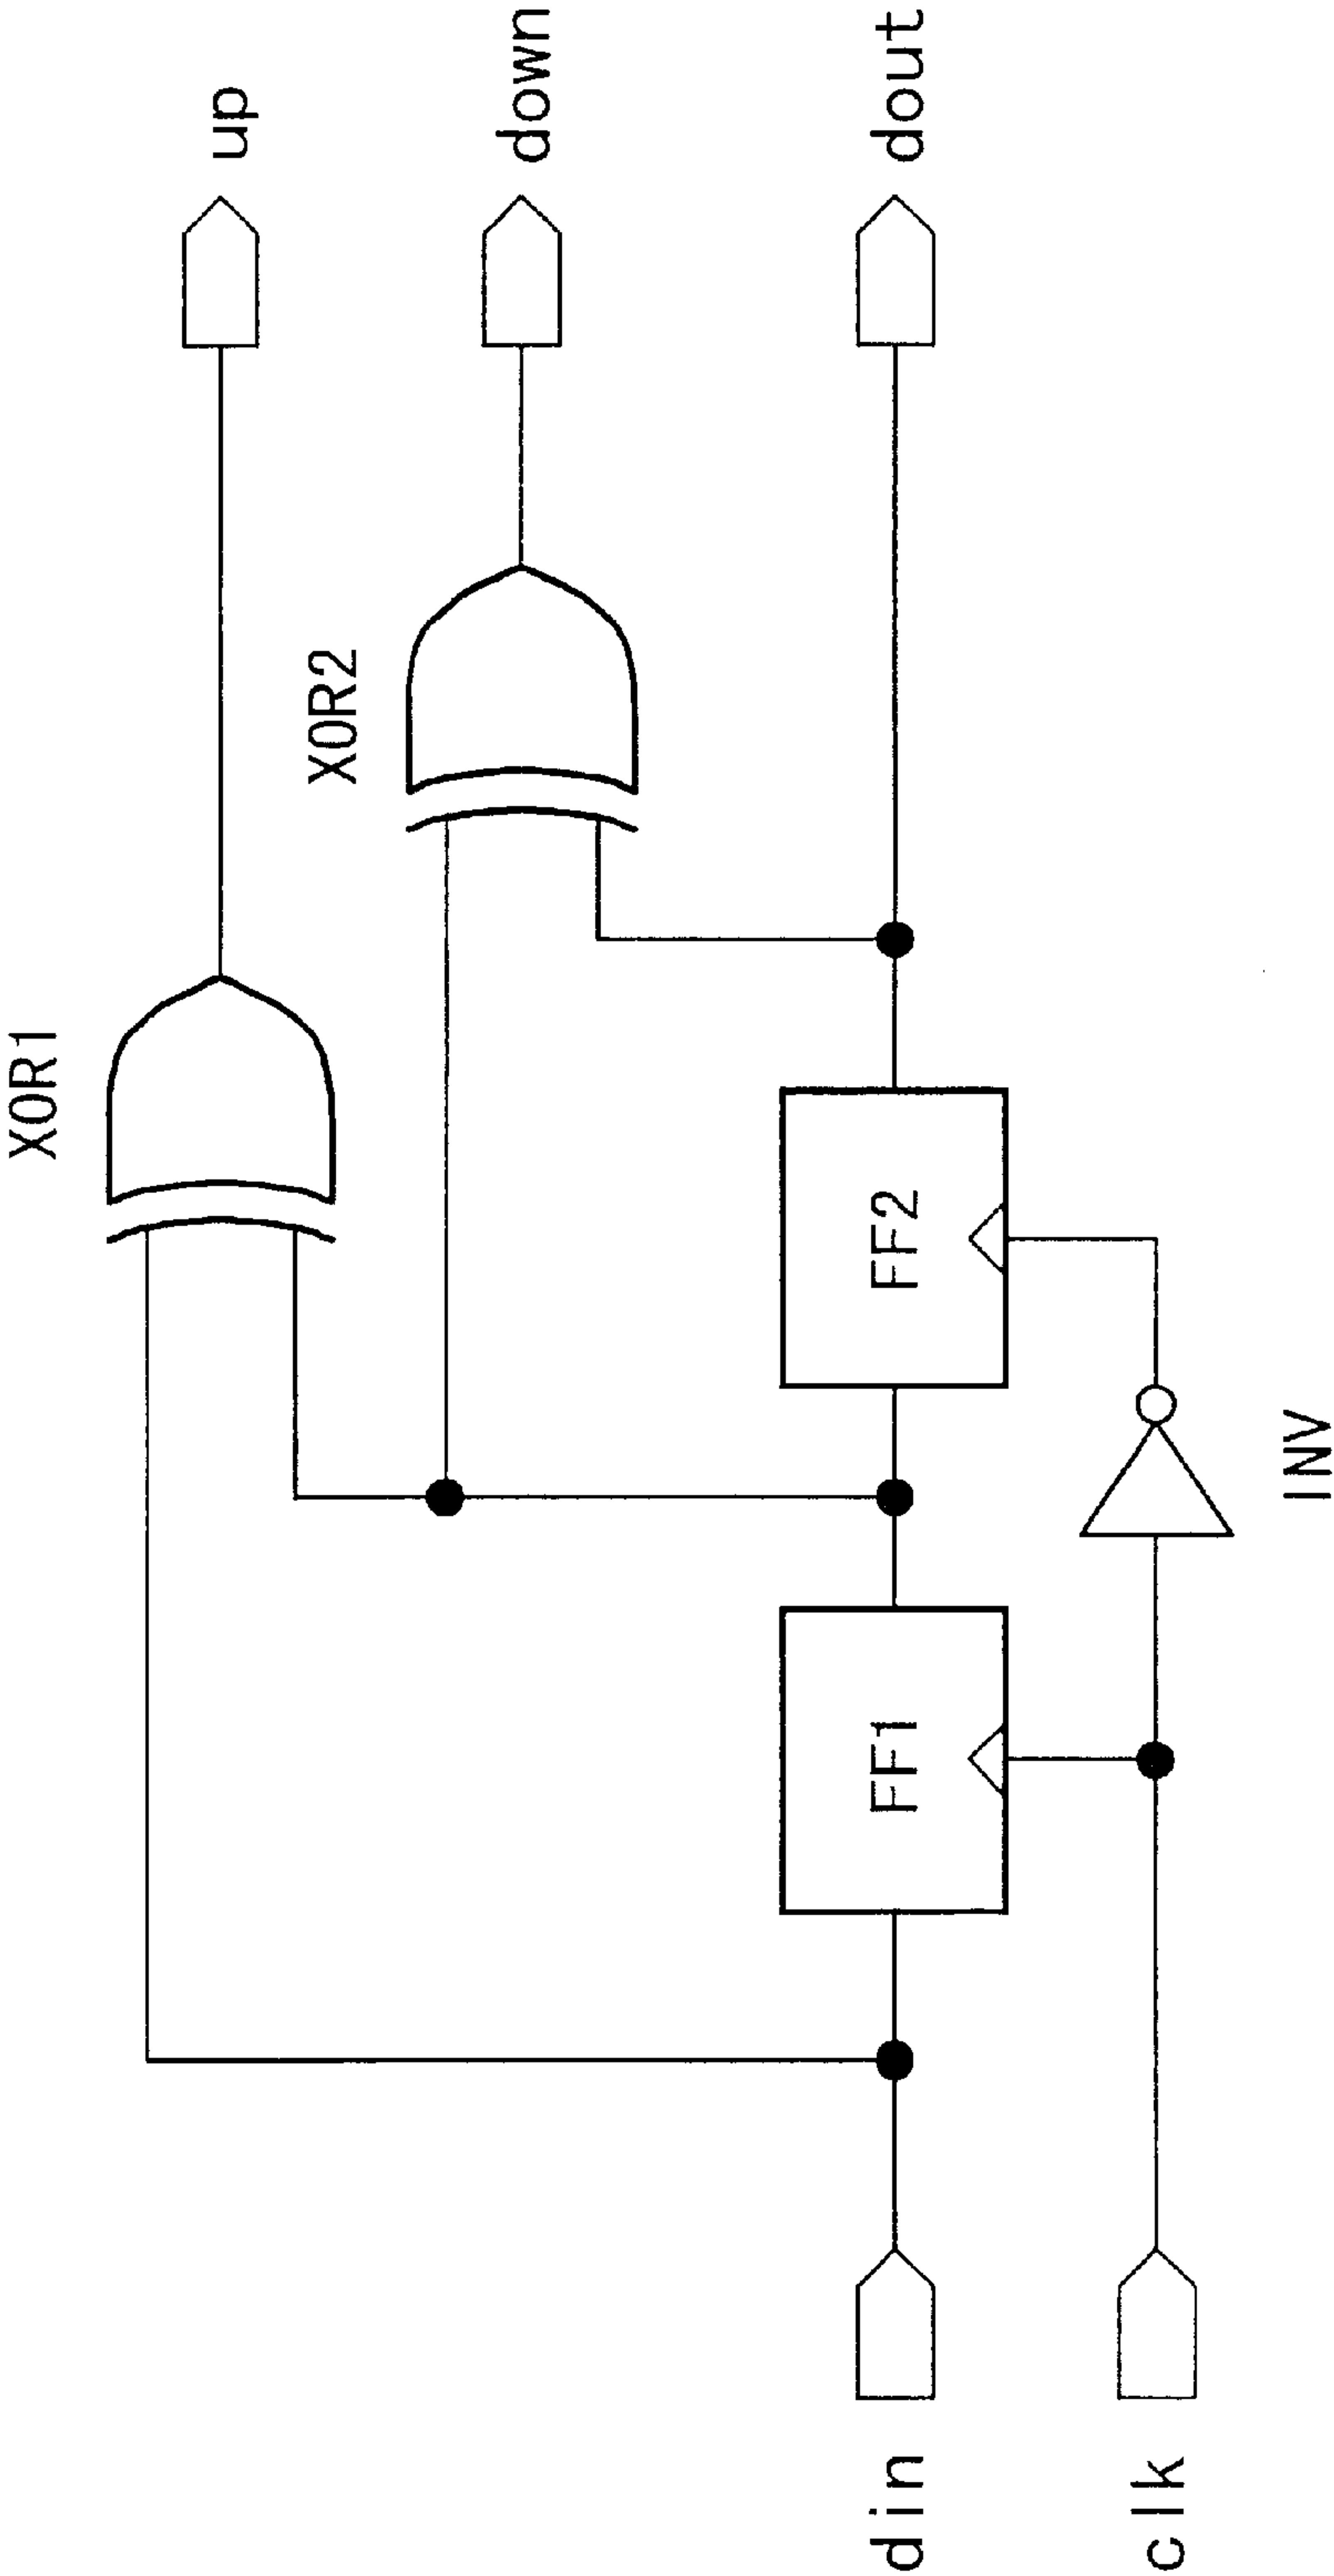 XOR1
up
XOR2
down
FF1
FF2
din
dout
clk
INV